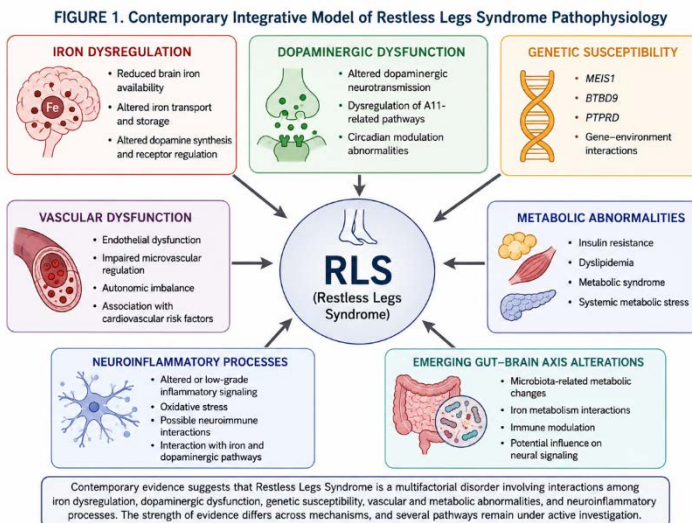 FIGURE 1. Contemporary Integrative Model of Restless Legs Syndrome Pathophysiology
IRON DYSREGULATION
Fe
• Reduced brain iron
availability
• Altered iron transport
and storage
• Altered dopamine synthesis
and receptor regulation
DOPAMINERGIC DYSFUNCTION
• Altered dopaminergic
neurotransmission
• Dysregulation of A11-
related pathways
• Circadian modulation
abnormalities
GENETIC SUSCEPTIBILITY
• MEIS1
• BTBD9
• PTPRD
• Gene–environment
interactions
VASCULAR DYSFUNCTION
• Endothelial dysfunction
• Impaired microvascular
regulation
• Autonomic imbalance
• Association with
cardiovascular risk factors
RLS
(Restless Legs
Syndrome)
METABOLIC ABNORMALITIES
• Insulin resistance
• Dyslipidemia
• Metabolic syndrome
• Systemic metabolic stress
NEUROINFLAMMATORY PROCESSES
• Altered or low-grade
inflammatory signaling
• Oxidative stress
• Possible neuroimmune
interactions
• Interaction with iron and
dopaminergic pathways
EMERGING GUT–BRAIN AXIS ALTERATIONS
• Microbiota-related metabolic
changes
• Iron metabolism interactions
• Immune modulation
• Potential influence on
neural signaling
Contemporary evidence suggests that Restless Legs Syndrome is a multifactorial disorder involving interactions among
iron dysregulation, dopaminergic dysfunction, genetic susceptibility, vascular and metabolic abnormalities, and neuroinflammatory
processes. The strength of evidence differs across mechanisms, and several pathways remain under active investigation.